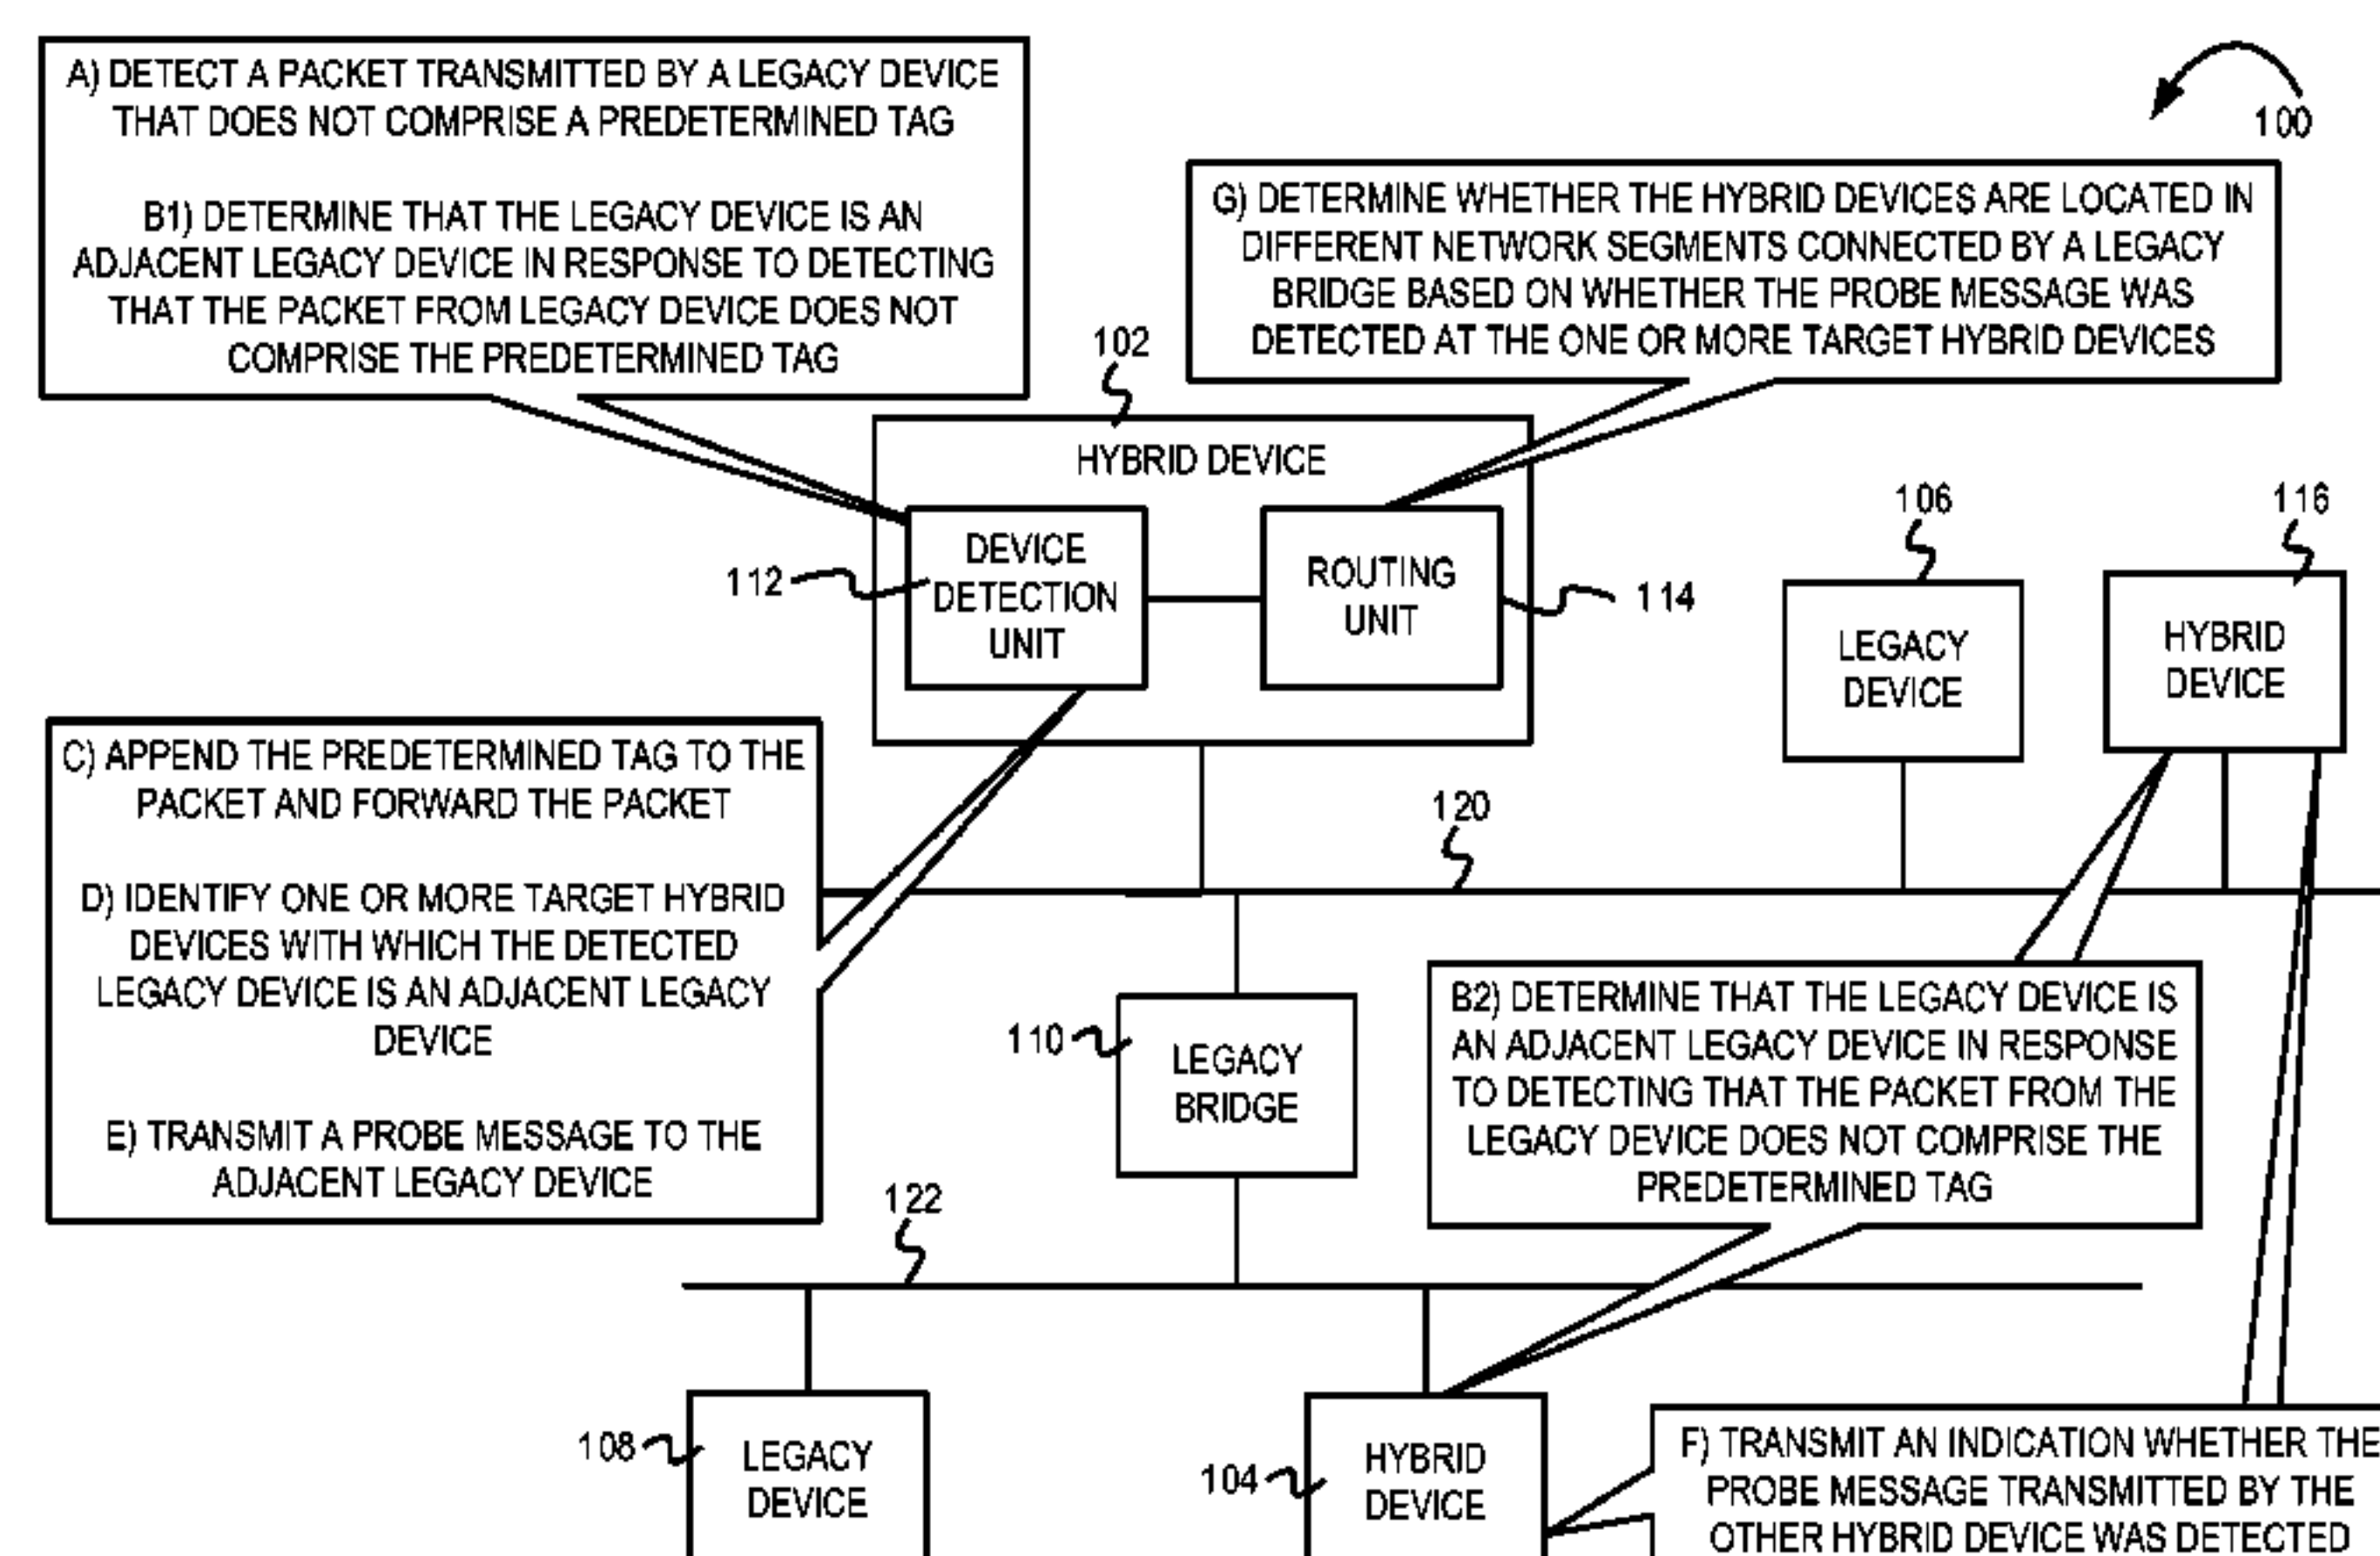 A) DETECT A PACKET TRANSMITTED BY A LEGACY DEVICE
THAT DOES NOT COMPRISE A PREDETERMINED TAG
B1) DETERMINE THAT THE LEGACY DEVICE IS AN
ADJACENT LEGACY DEVICE IN RESPONSE TO DETECTING
THAT THE PACKET FROM LEGACY DEVICE DOES NOT
COMPRISE THE PREDETERMINED TAG
100
G) DETERMINE WHETHER THE HYBRID DEVICES ARE LOCATED IN
DIFFERENT NETWORK SEGMENTS CONNECTED BY A LEGACY
BRIDGE BASED ON WHETHER THE PROBE MESSAGE WAS
DETECTED AT THE ONE OR MORE TARGET HYBRID DEVICES
102
HYBRID DEVICE
112
DEVICE
DETECTION
UNIT
ROUTING
UNIT
114
106
LEGACY
DEVICE
116
HYBRID
DEVICE
C) APPEND THE PREDETERMINED TAG TO THE
PACKET AND FORWARD THE PACKET
D) IDENTIFY ONE OR MORE TARGET HYBRID
DEVICES WITH WHICH THE DETECTED
LEGACY DEVICE IS AN ADJACENT LEGACY
DEVICE
E) TRANSMIT A PROBE MESSAGE TO THE
ADJACENT LEGACY DEVICE
120
110
LEGACY
BRIDGE
B2) DETERMINE THAT THE LEGACY DEVICE IS
AN ADJACENT LEGACY DEVICE IN RESPONSE
TO DETECTING THAT THE PACKET FROM THE
LEGACY DEVICE DOES NOT COMPRISE THE
PREDETERMINED TAG
122
108
LEGACY
DEVICE
104
HYBRID
DEVICE
F) TRANSMIT AN INDICATION WHETHER THE
PROBE MESSAGE TRANSMITTED BY THE
OTHER HYBRID DEVICE WAS DETECTED